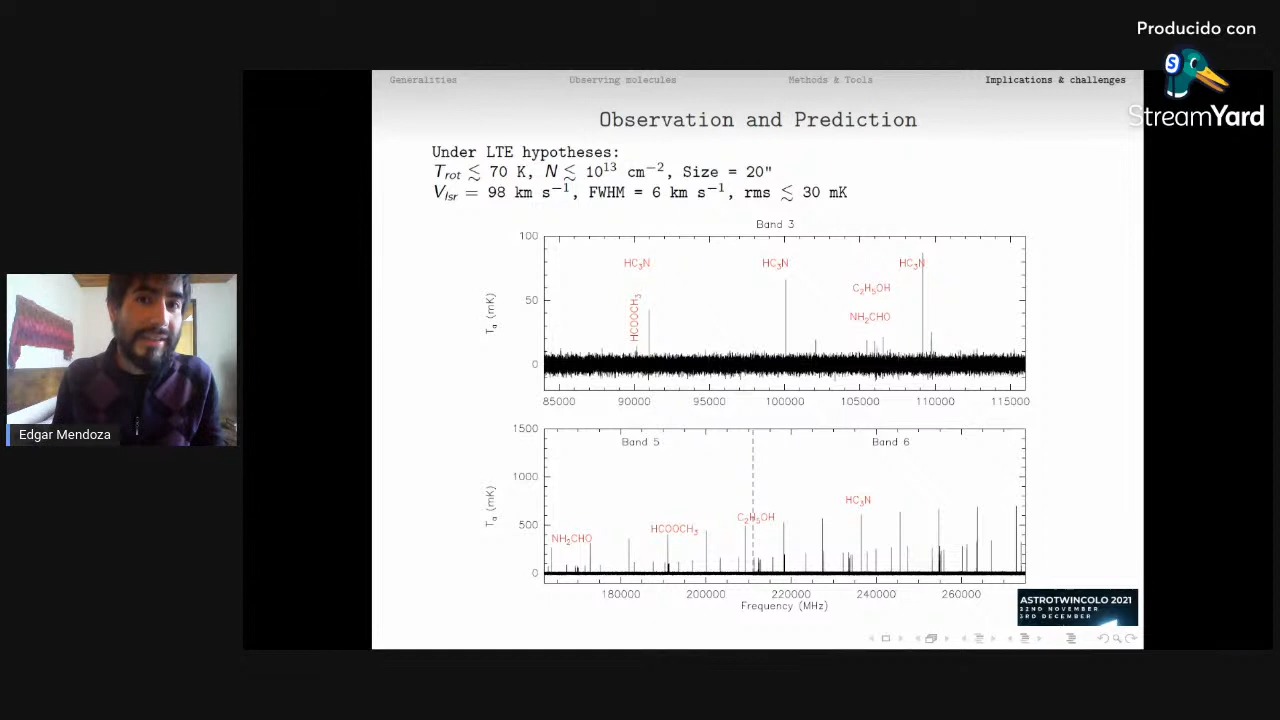 Producido con
S
StreamYard
Generalities Observing molecules Methods & Tools Implications & challenges
Observation and Prediction
Under LTE hypotheses:
T_rot ≲ 70 K, N ≲ 10¹³ cm⁻², Size = 20"
V_lsr = 98 km s⁻¹, FWHM = 6 km s⁻¹, rms ≲ 30 mK
Band 3
100
50
0
Tₐ (mK)
HC₃N HC₃N HC₃N
HCOOCH₃
C₂H₅OH
NH₂CHO
85000 90000 95000 100000 105000 110000 115000
1500
1000
500
0
Tₐ (mK)
Band 5 Band 6
HC₃N
C₂H₅OH
HCOOCH₃
NH₂CHO
180000 200000 220000 240000 260000
Frequency (MHz)
ASTROTWINCOLO 2021
22ND NOVEMBER
3RD DECEMBER
Edgar Mendoza